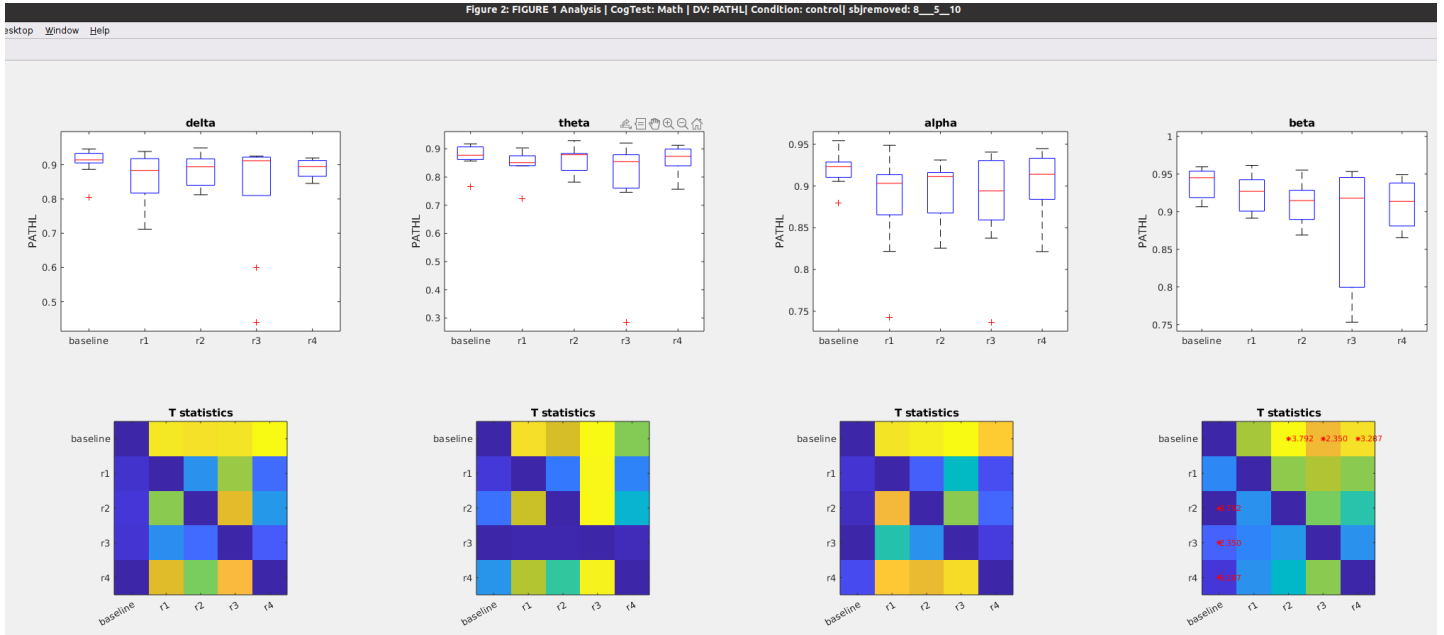 Figure 2: FIGURE 1 Analysis | CogTest: Math | DV: PATHL| Condition: control| sbjremoved: 8___5__10
esktop Window Help
delta
PATHL
0.9
0.8
0.7
0.6
0.5
baseline r1 r2 r3 r4
theta
PATHL
0.9
0.8
0.7
0.6
0.5
0.4
0.3
baseline r1 r2 r3 r4
alpha
PATHL
0.95
0.9
0.85
0.8
0.75
baseline r1 r2 r3 r4
beta
PATHL
1
0.95
0.9
0.85
0.8
0.75
baseline r1 r2 r3 r4
T statistics
baseline
r1
r2
r3
r4
baseline r1 r2 r3 r4
T statistics
baseline
r1
r2
r3
r4
baseline r1 r2 r3 r4
T statistics
baseline
r1
r2
r3
r4
baseline r1 r2 r3 r4
T statistics
baseline *3.792 *2.350 *3.287
r1
r2
r3
r4
baseline r1 r2 r3 r4